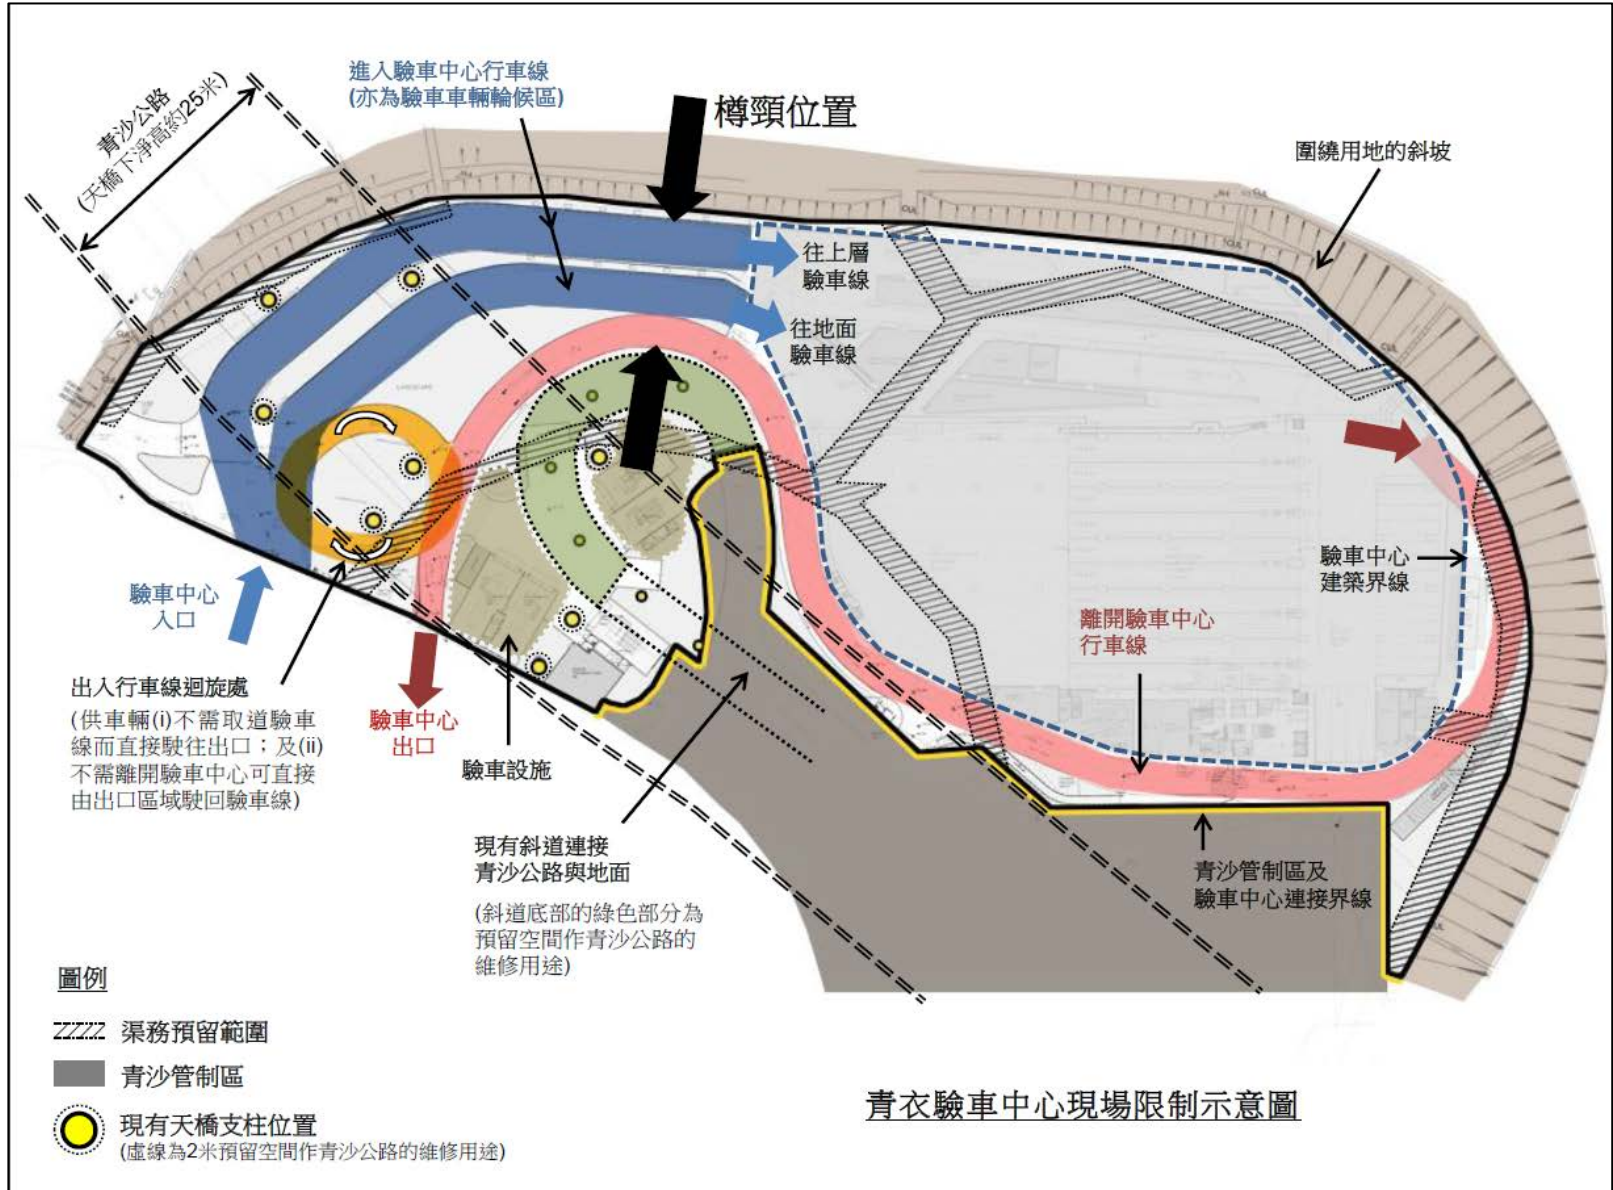 進入驗車中心行車線
(亦為驗車車輛輪候區)
青沙公路
(天橋下淨高約25米)
樽頸位置
圍繞用地的斜坡
往上層
驗車線
往地面
驗車線
驗車中心
建築界線
驗車中心
入口
離開驗車中心
行車線
出入行車線迴旋處
(供車輛(i)不需取道驗車
線而直接駛往出口；及(ii)
不需離開驗車中心可直接
由出口區域駛回驗車線)
驗車中心
出口
驗車設施
現有斜道連接
青沙公路與地面
(斜道底部的綠色部分為
預留空間作青沙公路的
維修用途)
青沙管制區及
驗車中心連接界線
圖例
渠務預留範圍
青沙管制區
現有天橋支柱位置
(虛線為2米預留空間作青沙公路的維修用途)
青衣驗車中心現場限制示意圖